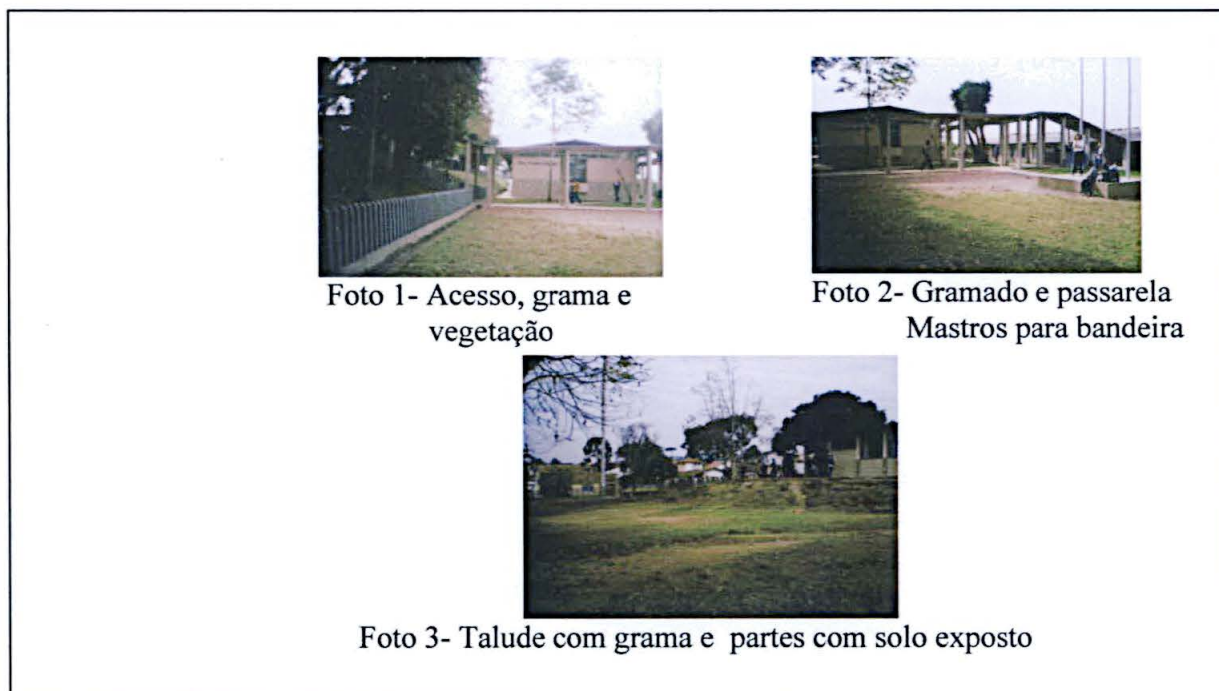 Foto 1- Acesso, grama e
vegetação
Foto 2- Gramado e passarela
Mastros para bandeira
Foto 3- Talude com grama e partes com solo exposto